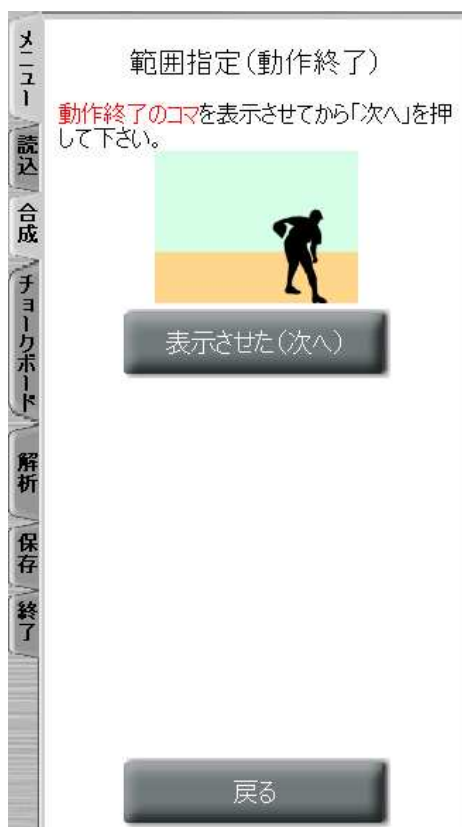 メニュー
読込
合成
チョークボード
解析
保存
終了
範囲指定(動作終了)
動作終了のコマを表示させてから「次へ」を押
して下さい。
表示させた(次へ)
戻る